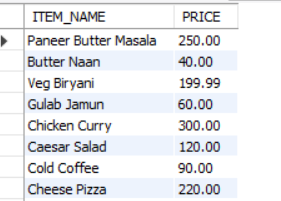 ITEM_NAME PRICE
Paneer Butter Masala 250.00
Butter Naan 40.00
Veg Biryani 199.99
Gulab Jamun 60.00
Chicken Curry 300.00
Caesar Salad 120.00
Cold Coffee 90.00
Cheese Pizza 220.00